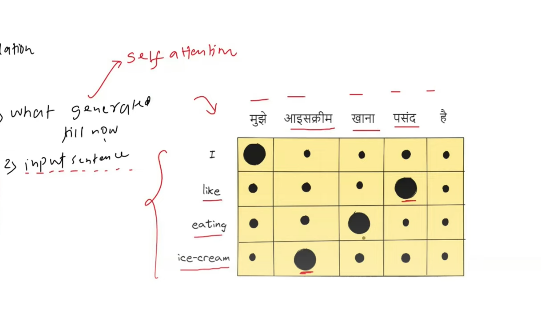 lation
self attention
what generated
till now
2) input sentence
मुझे आइसक्रीम खाना पसंद है
I
like
eating
ice-cream